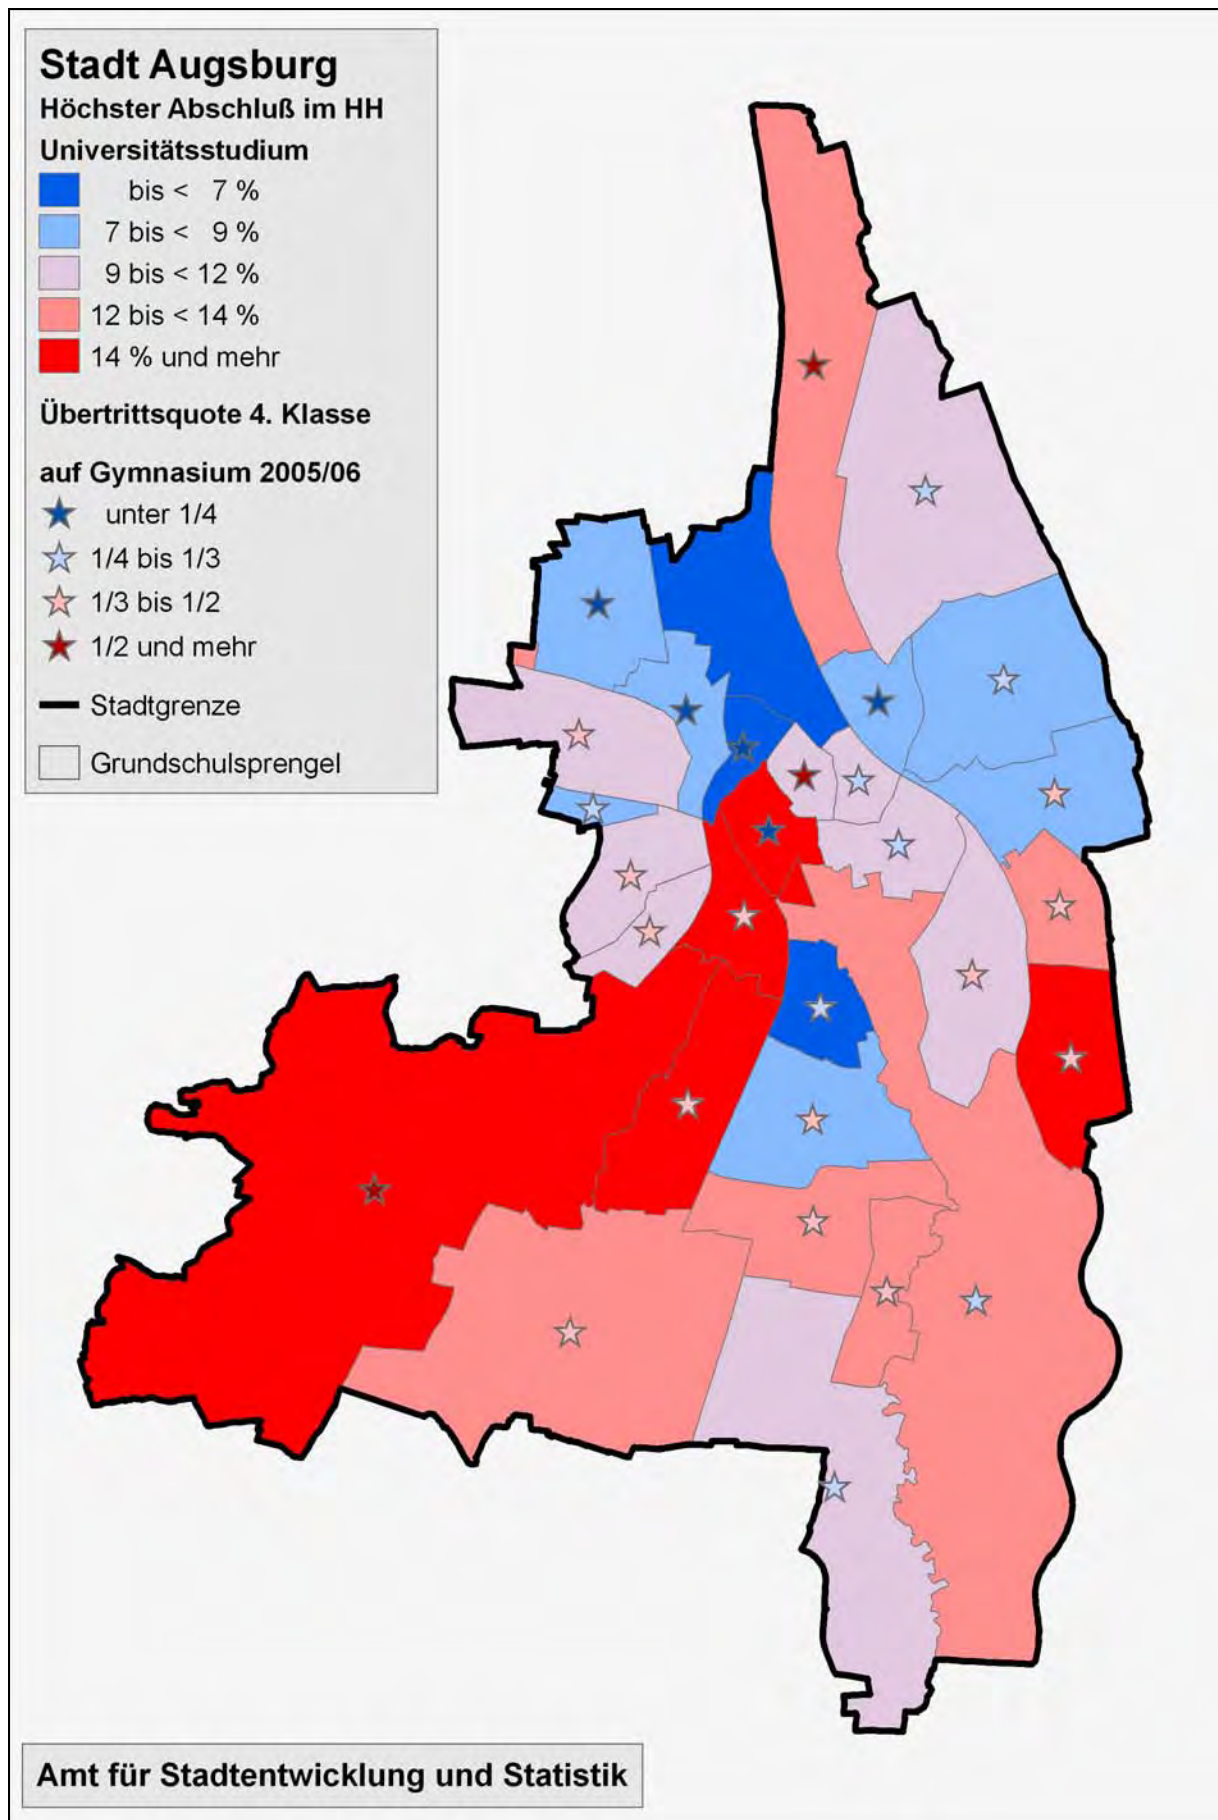 Stadt Augsburg
Höchster Abschluß im HH
Universitätsstudium
bis < 7 %
7 bis < 9 %
9 bis < 12 %
12 bis < 14 %
14 % und mehr
Übertrittsquote 4. Klasse
auf Gymnasium 2005/06
unter 1/4
1/4 bis 1/3
1/3 bis 1/2
1/2 und mehr
Stadtgrenze
Grundschulsprengel
Amt für Stadtentwicklung und Statistik